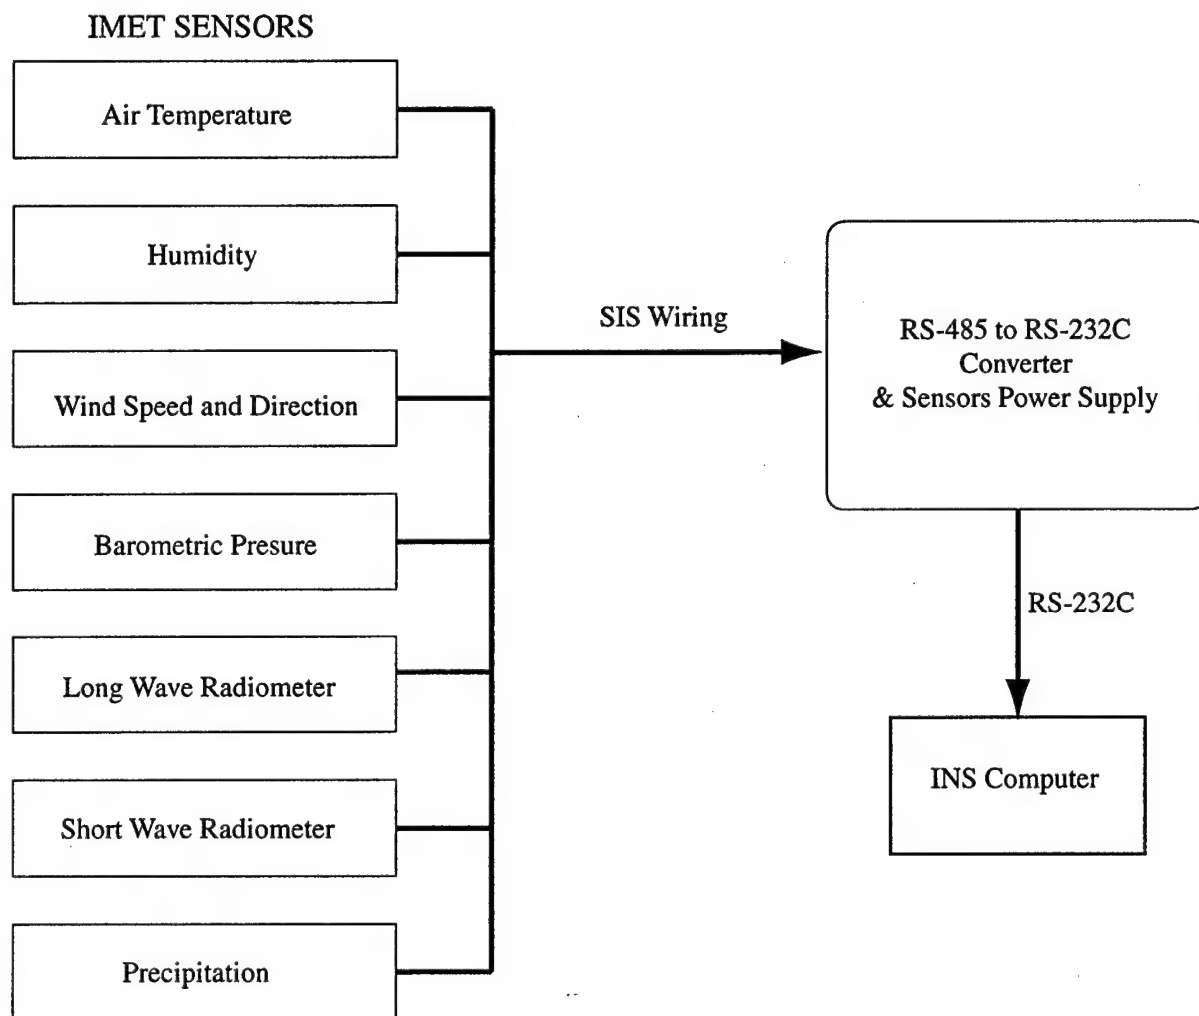 IMET SENSORS
Air Temperature
Humidity
Wind Speed and Direction
Barometric Presure
Long Wave Radiometer
Short Wave Radiometer
Precipitation
SIS Wiring
RS-485 to RS-232C
Converter
& Sensors Power Supply
RS-232C
INS Computer